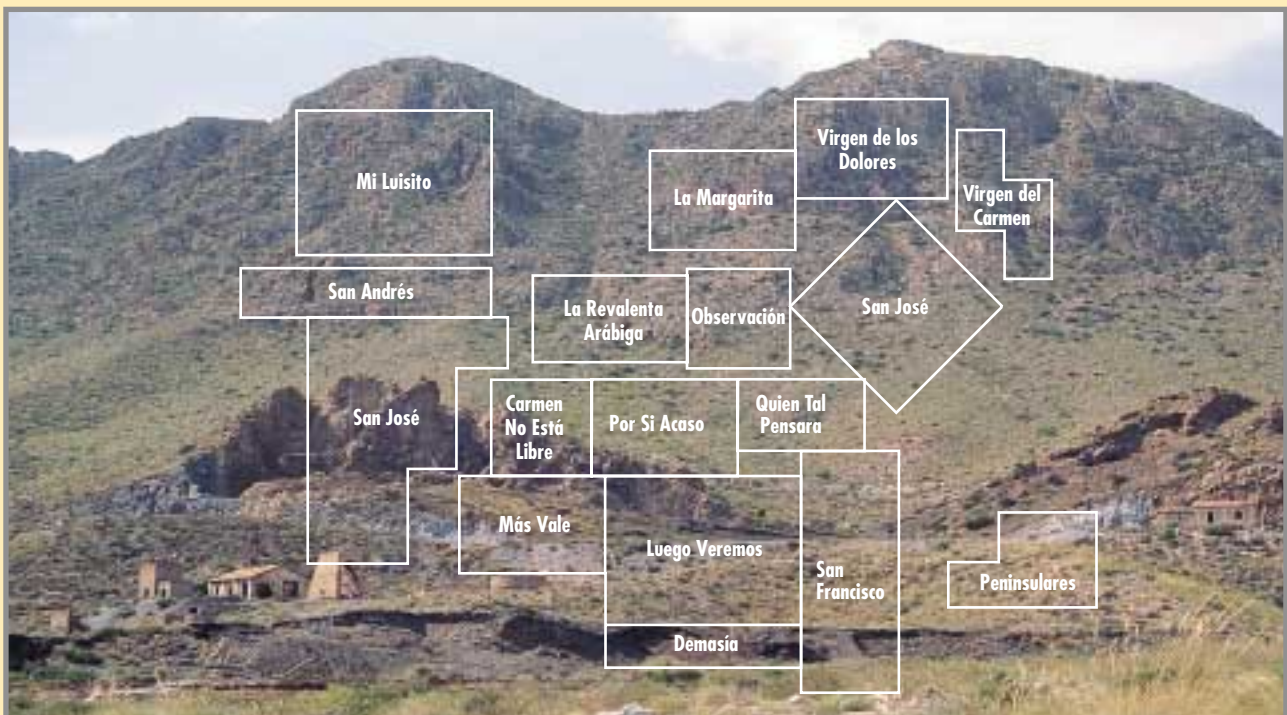 Mi Luisito
La Margarita
Virgen de los
Dolores
Virgen del
Carmen
San Andrés
La Revalenta
Arábiga
Observación
San José
San José
Carmen
No Está
Libre
Por Si Acaso
Quien Tal
Pensara
Más Vale
Luego Veremos
San
Francisco
Peninsulares
Demasía